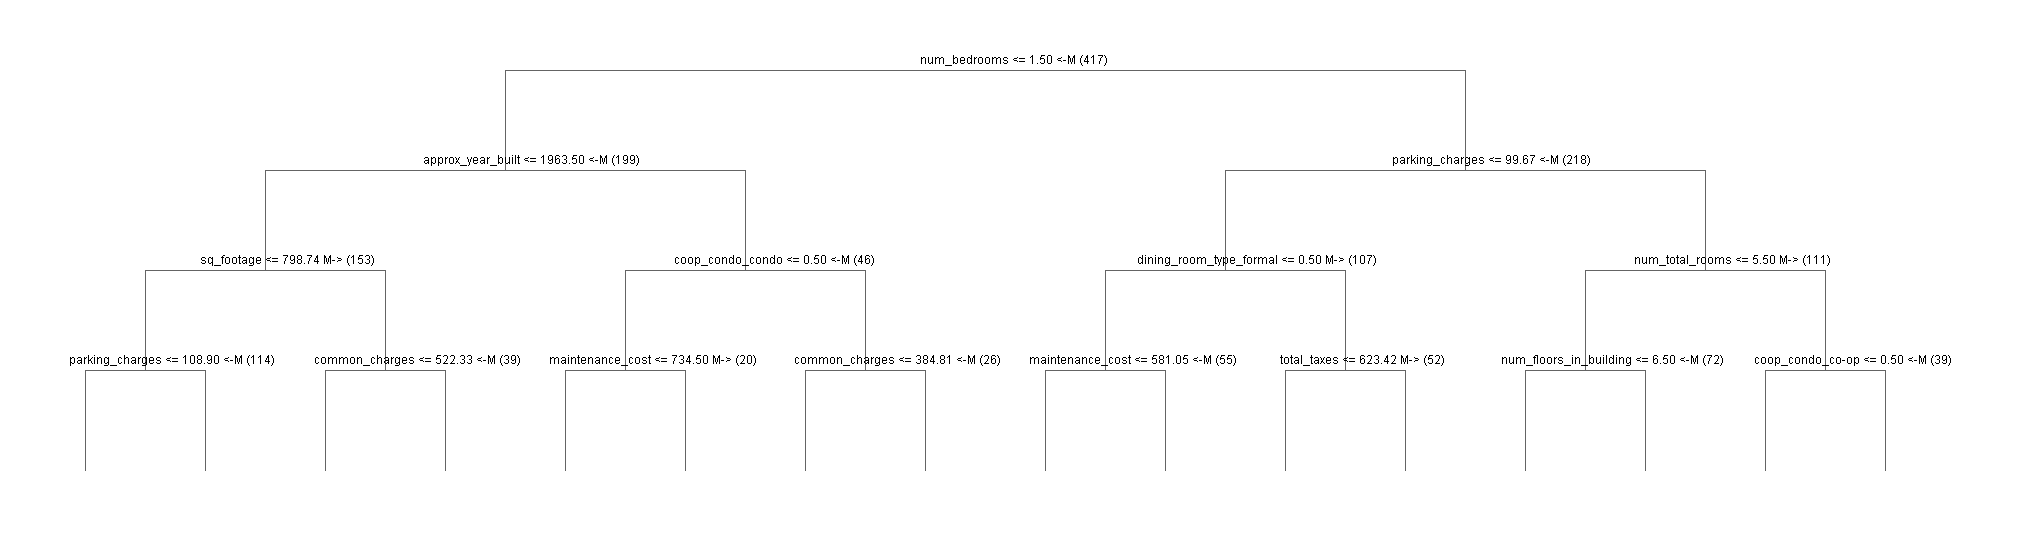 num_bedrooms <= 1.50 <-M (417)
approx_year_built <= 1963.50 <-M (199)
parking_charges <= 99.67 <-M (218)
sq_footage <= 798.74 M-> (153)
coop_condo_condo <= 0.50 <-M (46)
dining_room_type_formal <= 0.50 M-> (107)
num_total_rooms <= 5.50 M-> (111)
parking_charges <= 108.90 <-M (114)
common_charges <= 522.33 <-M (39)
maintenance_cost <= 734.50 M-> (20)
common_charges <= 384.81 <-M (26)
maintenance_cost <= 581.05 <-M (55)
total_taxes <= 623.42 M-> (52)
num_floors_in_building <= 6.50 <-M (72)
coop_condo_co-op <= 0.50 <-M (39)